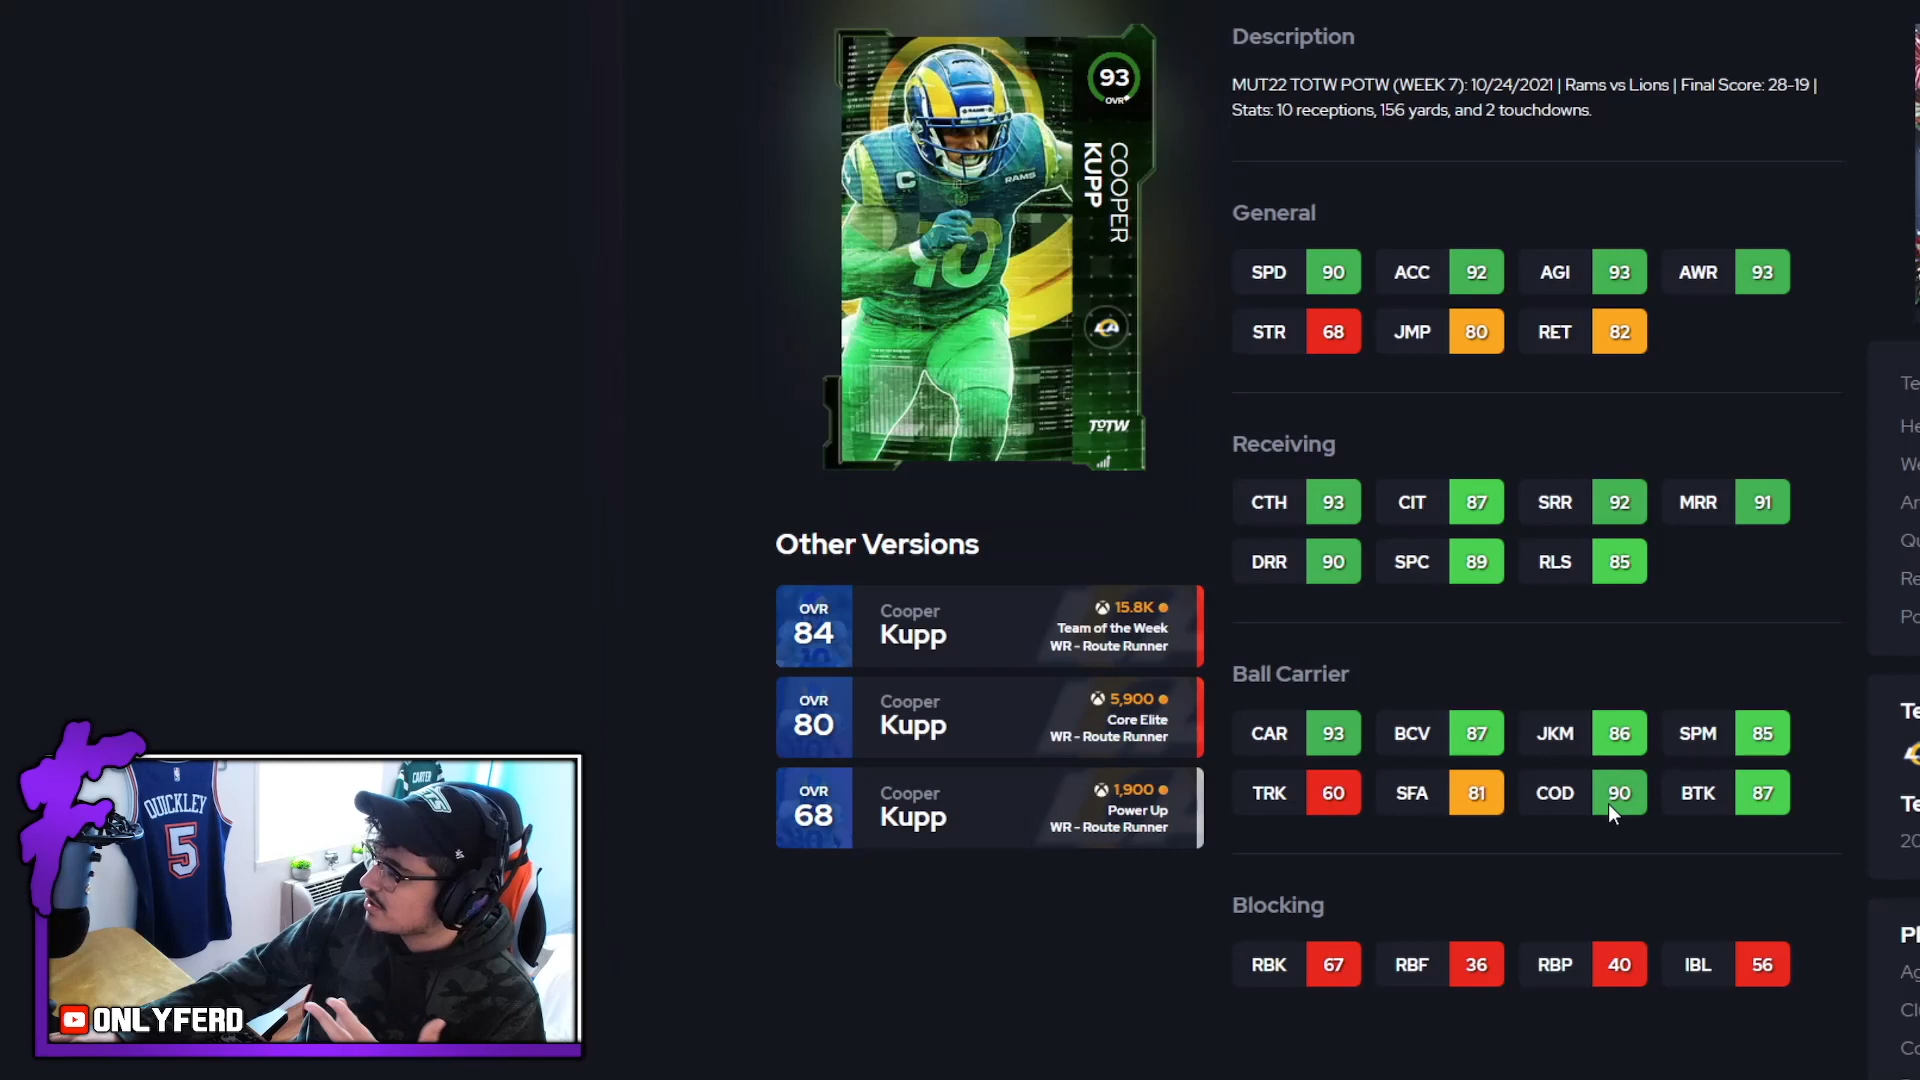 93
OVR
COOPER
KUPP
C
RAMS
10
TOTW
Description
MUT22 TOTW POTW (WEEK 7): 10/24/2021 | Rams vs Lions | Final Score: 28-19 |
Stats: 10 receptions, 156 yards, and 2 touchdowns.
General
SPD 90 ACC 92 AGI 93 AWR 93
STR 68 JMP 80 RET 82
Receiving
CTH 93 CIT 87 SRR 92 MRR 91
DRR 90 SPC 89 RLS 85
Ball Carrier
CAR 93 BCV 87 JKM 86 SPM 85
TRK 60 SFA 81 COD 90 BTK 87
Blocking
RBK 67 RBF 36 RBP 40 IBL 56
Other Versions
OVR
84
Cooper
Kupp
15.8K
Team of the Week
WR - Route Runner
OVR
80
Cooper
Kupp
5,900
Core Elite
WR - Route Runner
OVR
68
Cooper
Kupp
1,900
Power Up
WR - Route Runner
QUICKLEY
5
CARTER
ONLYFERD